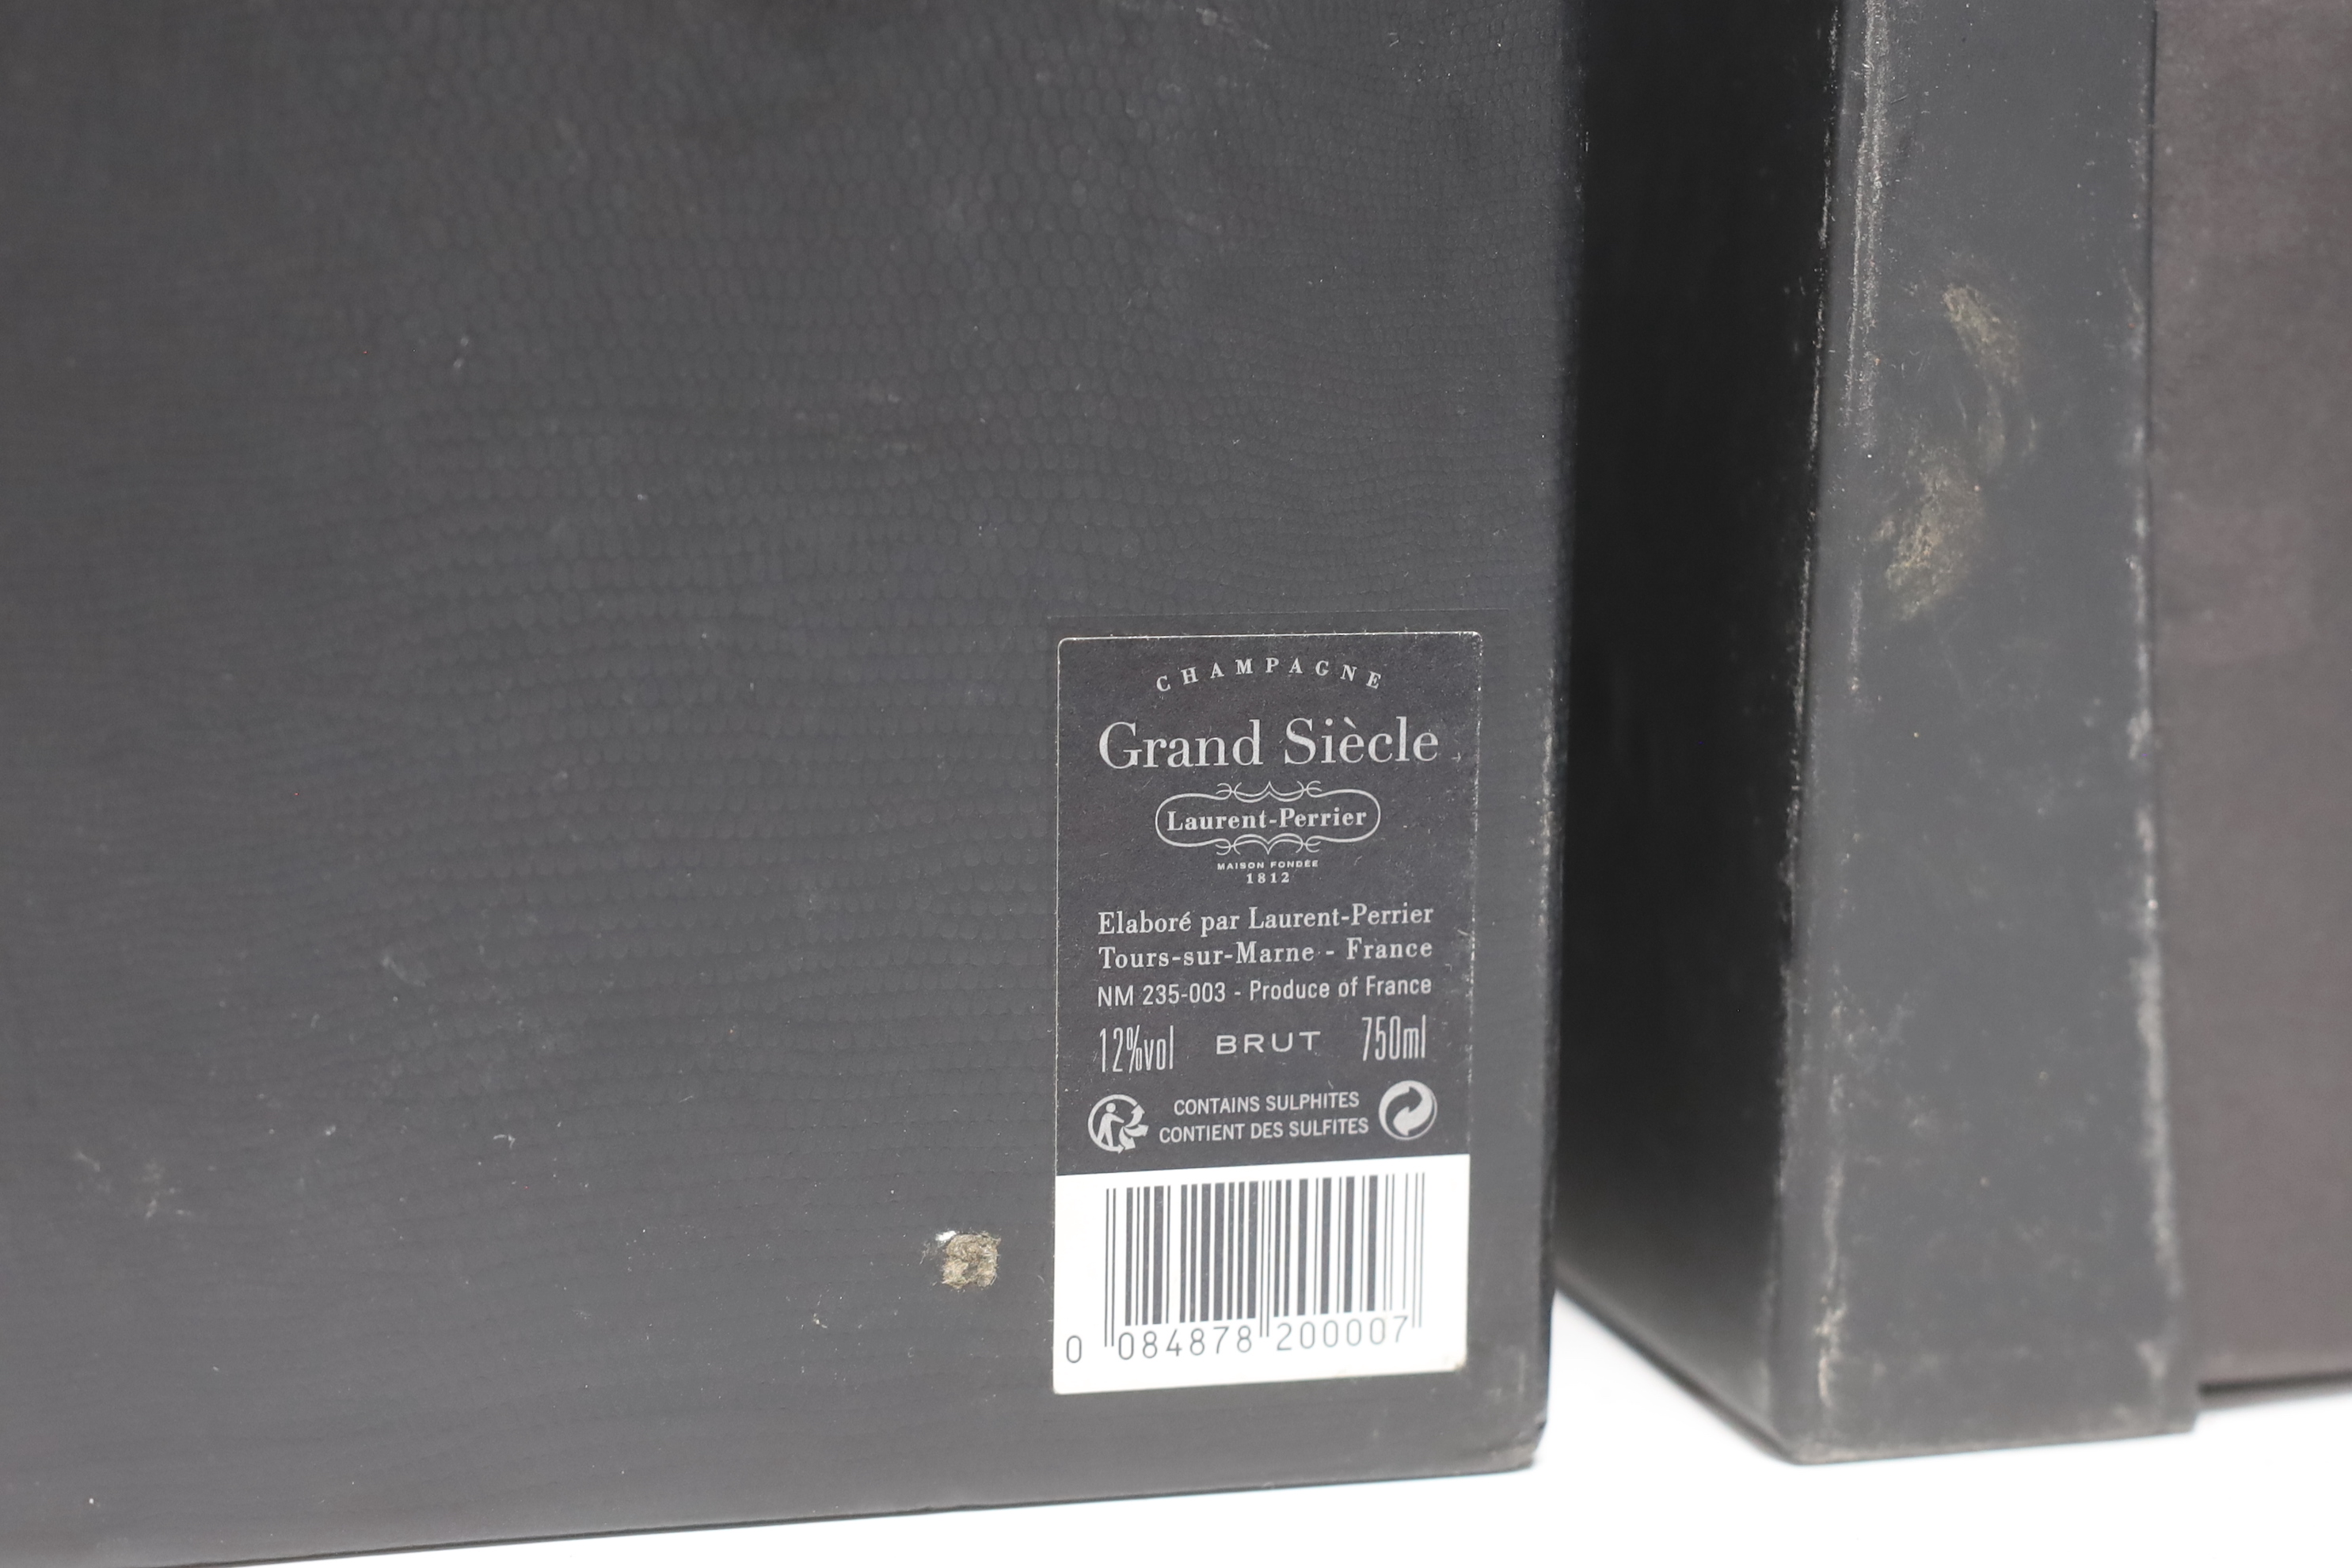 CHAMPAGNE
Grand Siècle
Laurent-Perrier
MAISON FONDÉE
1812
Elaboré par Laurent-Perrier
Tours-sur-Marne - France
NM 235-003 - Produce of France
12%vol BRUT 750ml
CONTAINS SULPHITES
CONTIENT DES SULFITES
0 084878 200007